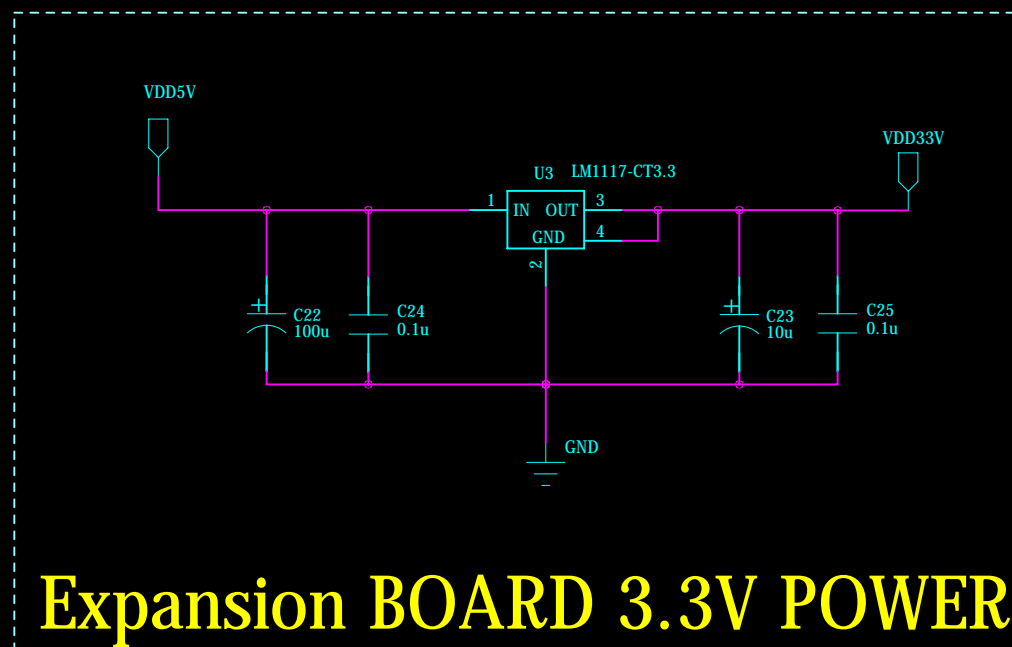 VDD5V
VDD33V
U3 LM1117-CT3.3
1
IN OUT
3
GND
4
2
+
C22
100u
C24
0.1u
+
C23
10u
C25
0.1u
GND
Expansion BOARD 3.3V POWER